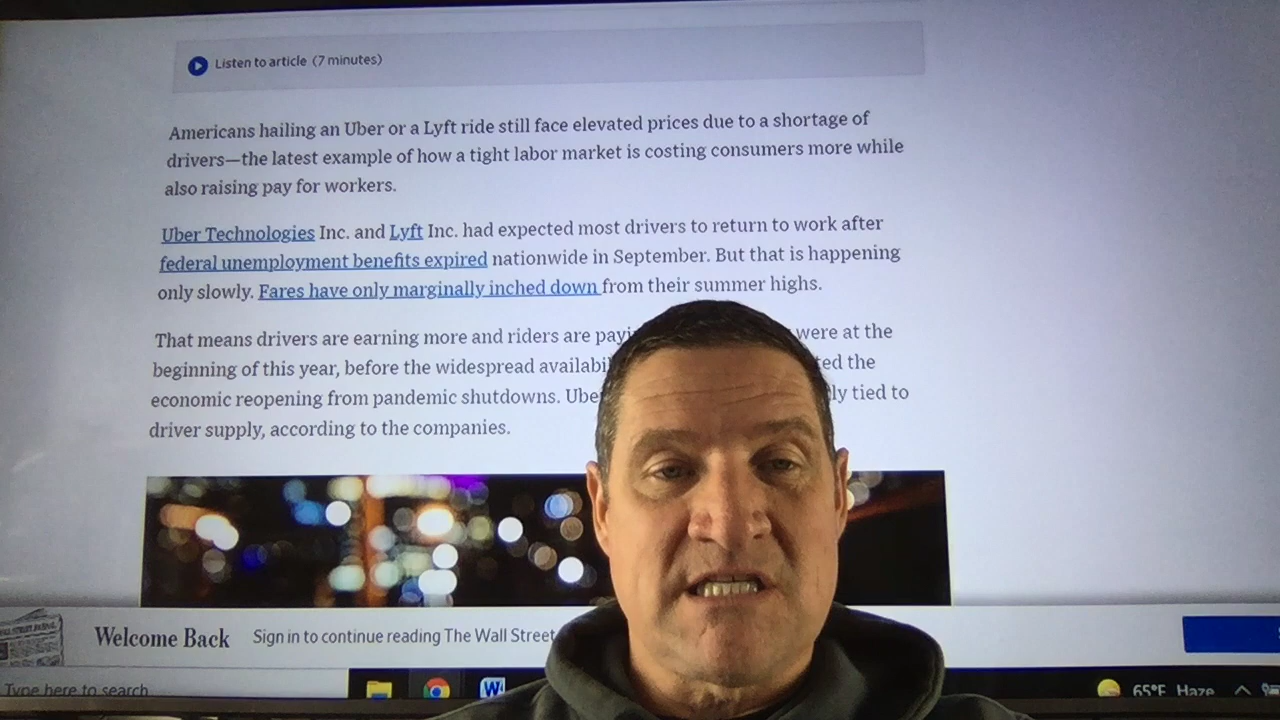 Listen to article (7 minutes)
Americans hailing an Uber or a Lyft ride still face elevated prices due to a shortage of
drivers—the latest example of how a tight labor market is costing consumers more while
also raising pay for workers.
Uber Technologies Inc. and Lyft Inc. had expected most drivers to return to work after
federal unemployment benefits expired nationwide in September. But that is happening
only slowly. Fares have only marginally inched down from their summer highs.
That means drivers are earning more and riders are were at the
beginning of this year, before the widespread the
economic reopening from pandemic shutdowns. tied to
driver supply, according to the companies.
Welcome Back Sign in to continue reading The Wall Street
Type here to search 65°F Haze